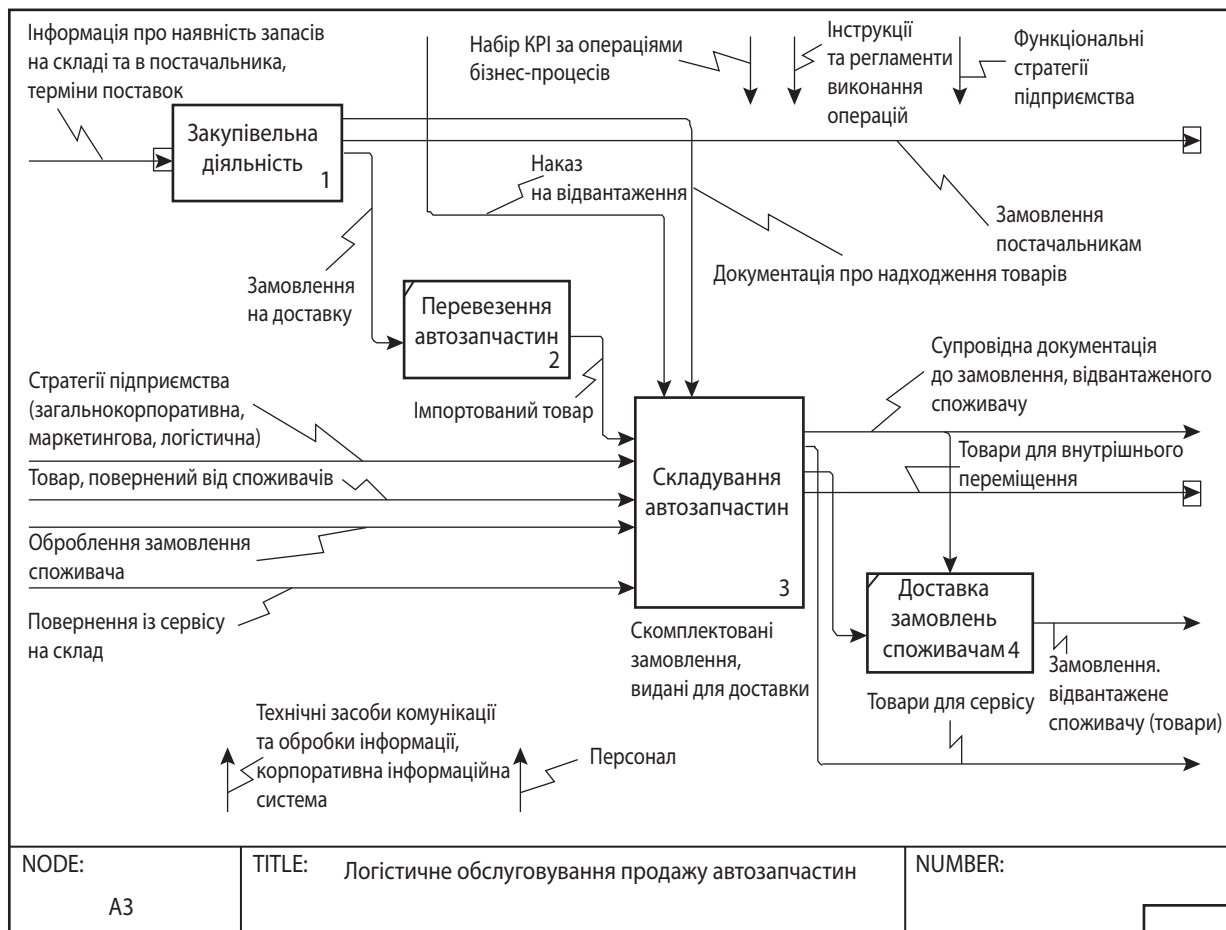 Інформація про наявність запасів
на складі та в постачальника,
терміни поставок
Набір KPI за операціями
бізнес-процесів
Інструкції
та регламенти
виконання
операцій
Функціональні
стратегії
підприємства
Закупівельна
діяльність
1
Наказ
на відвантаження
Замовлення
постачальникам
Документація про надходження товарів
Замовлення
на доставку
Перевезення
автозапчастин
2
Імпортований товар
Супровідна документація
до замовлення, відвантаженого
споживачу
Стратегії підприємства
(загальнокорпоративна,
маркетингова, логістична)
Товар, повернений від споживачів
Товари для внутрішнього
переміщення
Складування
автозапчастин
3
Оброблення замовлення
споживача
Повернення із сервісу
на склад
Доставка
замовлень
споживачам 4
Скомплектовані
замовлення,
видані для доставки
Замовлення.
відвантажене
споживачу (товари)
Товари для сервісу
Технічні засоби комунікації
та обробки інформації,
корпоративна інформаційна
система
Персонал
NODE:
А3
TITLE: Логістичне обслуговування продажу автозапчастин
NUMBER: